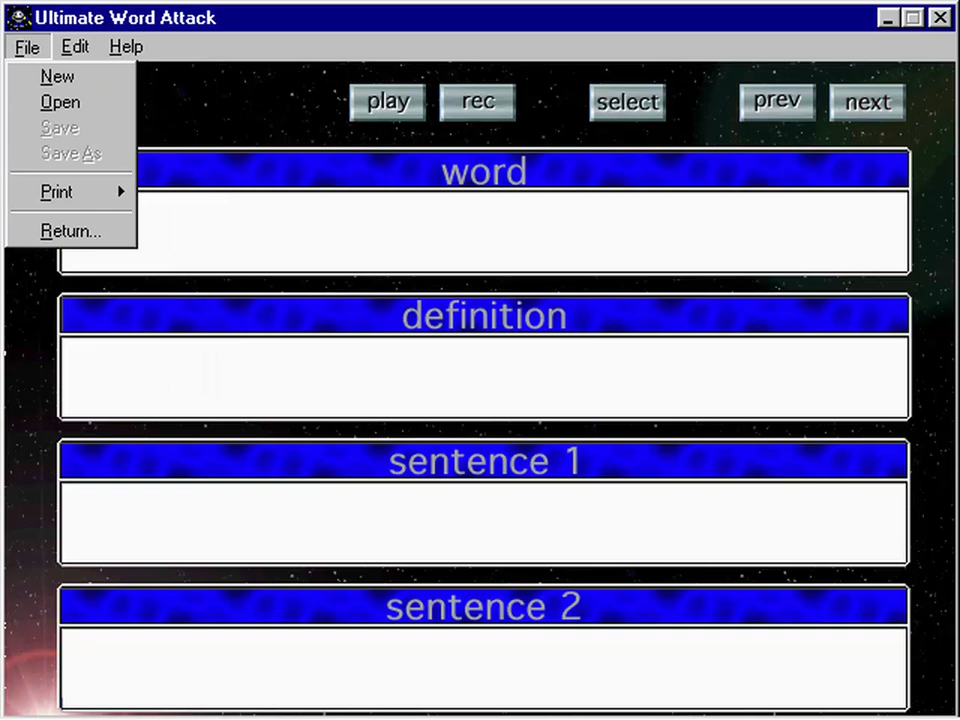 Ultimate Word Attack
File Edit Help
New
Open
Save
Save As
Print
Return...
play rec select prev next
word
definition
sentence 1
sentence 2